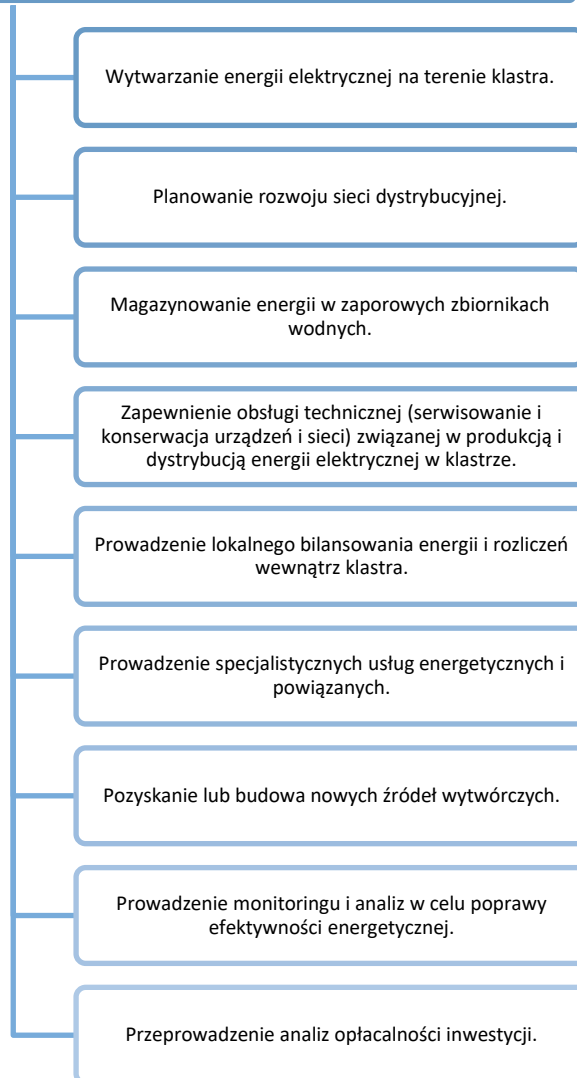 Wytwarzanie energii elektrycznej na terenie klastra.
Planowanie rozwoju sieci dystrybucyjnej.
Magazynowanie energii w zaporowych zbiornikach
wodnych.
Zapewnienie obsługi technicznej (serwisowanie i
konserwacja urządzeń i sieci) związanej w produkcją i
dystrybucją energii elektrycznej w klastrze.
Prowadzenie lokalnego bilansowania energii i rozliczeń
wewnątrz klastra.
Prowadzenie specjalistycznych usług energetycznych i
powiązanych.
Pozyskanie lub budowa nowych źródeł wytwórczych.
Prowadzenie monitoringu i analiz w celu poprawy
efektywności energetycznej.
Przeprowadzenie analiz opłacalności inwestycji.